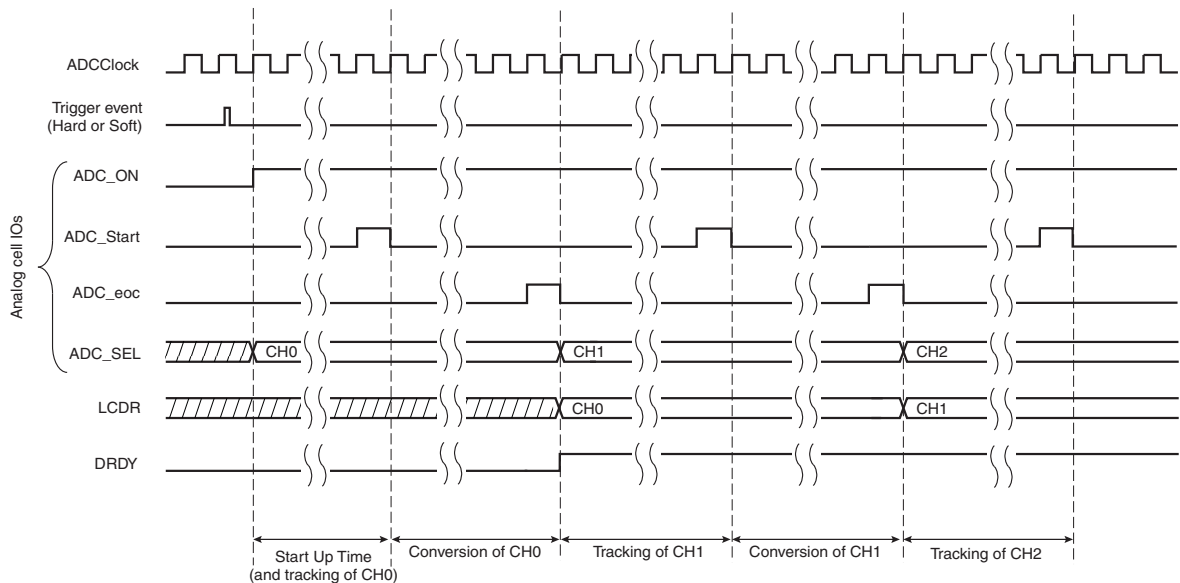 ADCClock
Trigger event
(Hard or Soft)
Analog cell IOs
ADC_ON
ADC_Start
ADC_eoc
ADC_SEL
CH0
CH1
CH2
LCDR
CH0
CH1
DRDY
Start Up Time
(and tracking of CH0)
Conversion of CH0
Tracking of CH1
Conversion of CH1
Tracking of CH2